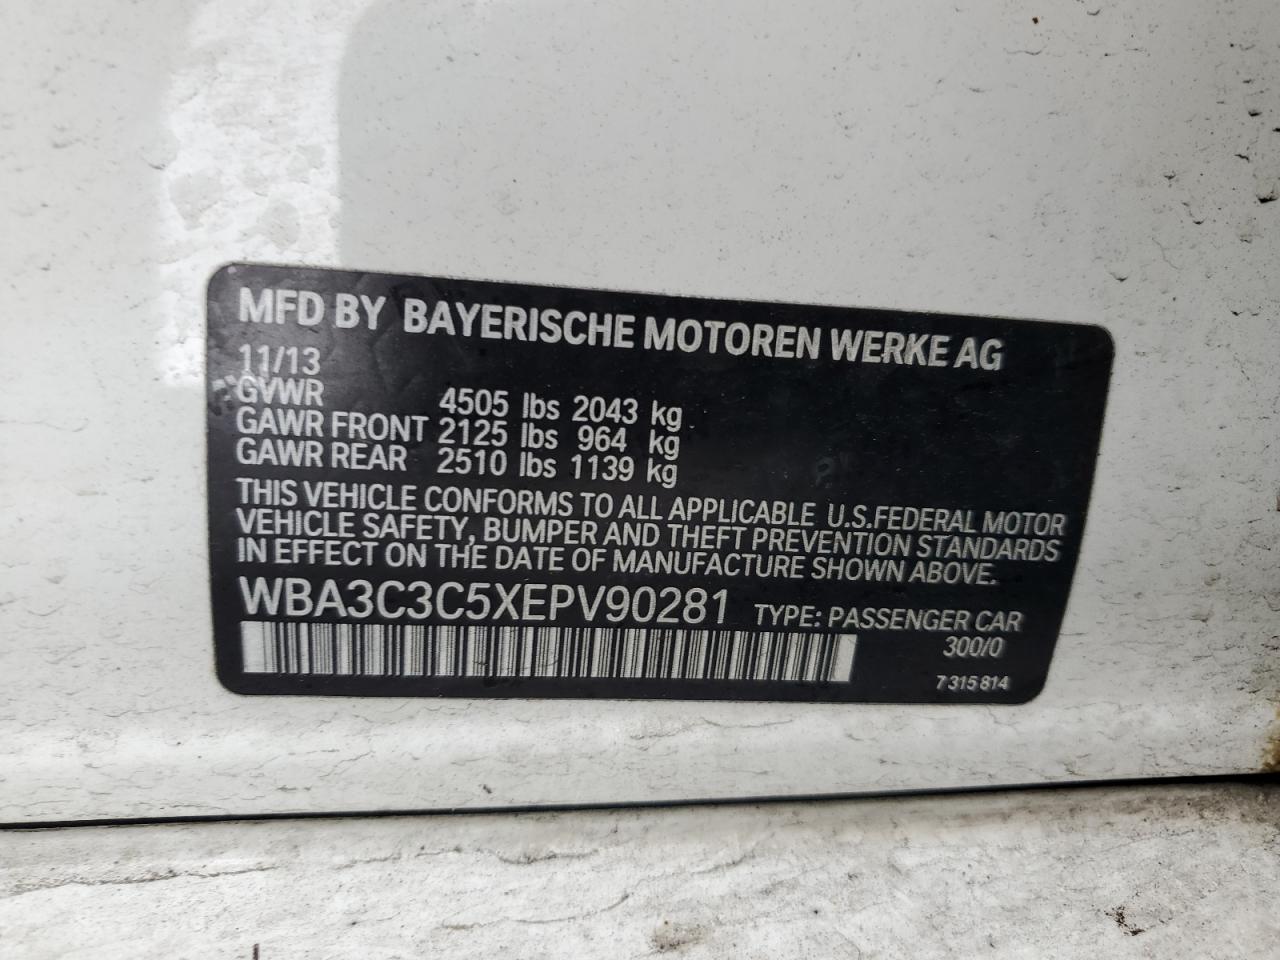 MFD BY BAYERISCHE MOTOREN WERKE AG
11/13
GVWR 4505 lbs 2043 kg
GAWR FRONT 2125 lbs 964 kg
GAWR REAR 2510 lbs 1139 kg
THIS VEHICLE CONFORMS TO ALL APPLICABLE U.S.FEDERAL MOTOR
VEHICLE SAFETY, BUMPER AND THEFT PREVENTION STANDARDS
IN EFFECT ON THE DATE OF MANUFACTURE SHOWN ABOVE.
WBA3C3C5XEPV90281 TYPE: PASSENGER CAR
300/0
7 315 814